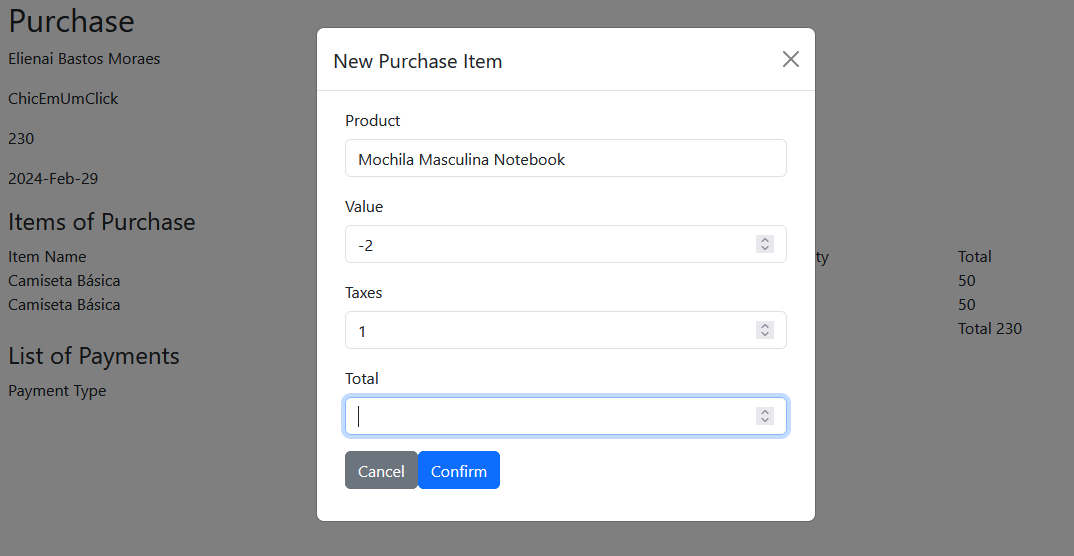 Purchase
Elienai Bastos Moraes
ChicEmUmClick
230
2024-Feb-29
Items of Purchase
Item Name ty Total
Camiseta Básica 50
Camiseta Básica 50
Total 230
List of Payments
Payment Type
New Purchase Item
Product
Mochila Masculina Notebook
Value
-2
Taxes
1
Total
Cancel Confirm